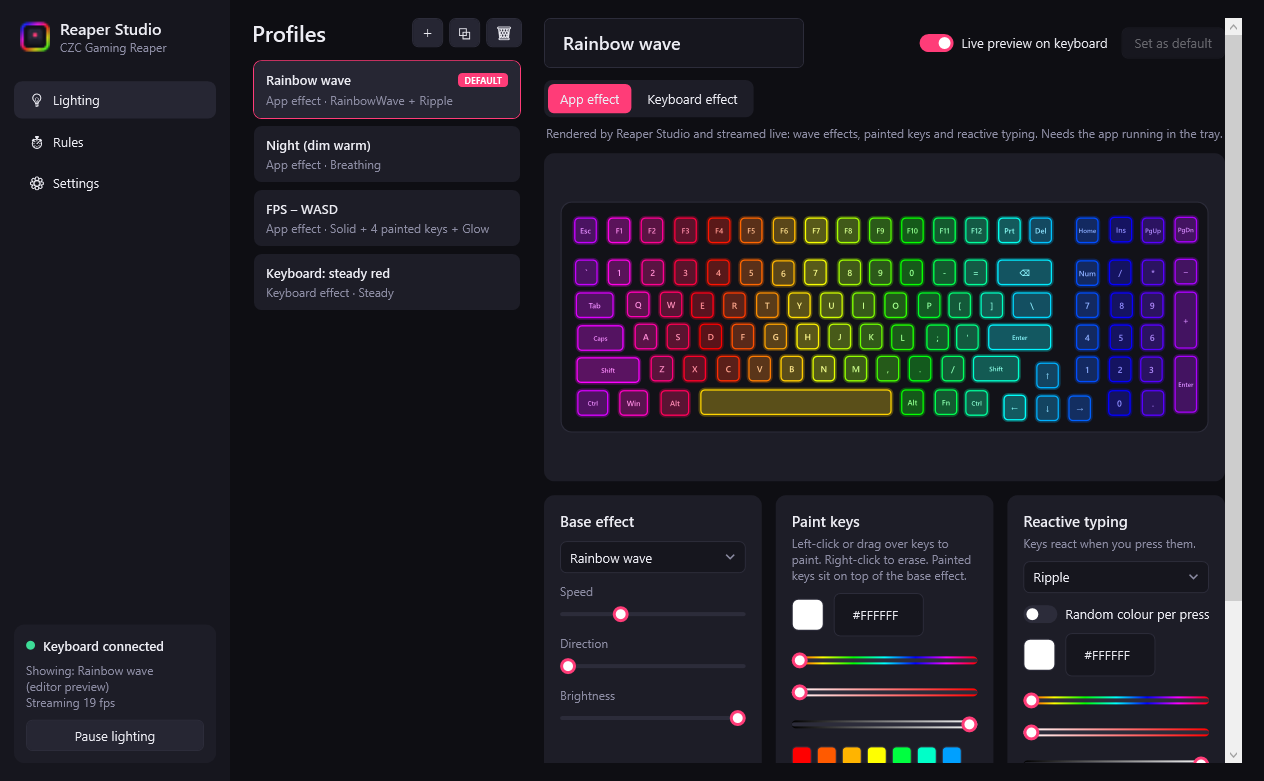 Reaper Studio
CZC Gaming Reaper
Lighting
Rules
Settings
Keyboard connected
Showing: Rainbow wave
(editor preview)
Streaming 19 fps
Pause lighting
Profiles
+
Rainbow wave
DEFAULT
App effect · RainbowWave + Ripple
Night (dim warm)
App effect · Breathing
FPS – WASD
App effect · Solid + 4 painted keys + Glow
Keyboard: steady red
Keyboard effect · Steady
Rainbow wave
Live preview on keyboard
Set as default
App effect
Keyboard effect
Rendered by Reaper Studio and streamed live: wave effects, painted keys and reactive typing. Needs the app running in the tray.
Esc F1 F2 F3 F4 F5 F6 F7 F8 F9 F10 F11 F12 Prt Del Home Ins PgUp PgDn
` 1 2 3 4 5 6 7 8 9 0 - = ⌫ Num / * −
Tab Q W E R T Y U I O P [ ] \ 7 8 9 +
Caps A S D F G H J K L ; ' Enter 4 5 6
Shift Z X C V B N M , . / Shift ↑ 1 2 3 Enter
Ctrl Win Alt Alt Fn Ctrl ← ↓ → 0 .
Base effect
Rainbow wave
Speed
Direction
Brightness
Paint keys
Left-click or drag over keys to
paint. Right-click to erase. Painted
keys sit on top of the base effect.
#FFFFFF
Reactive typing
Keys react when you press them.
Ripple
Random colour per press
#FFFFFF